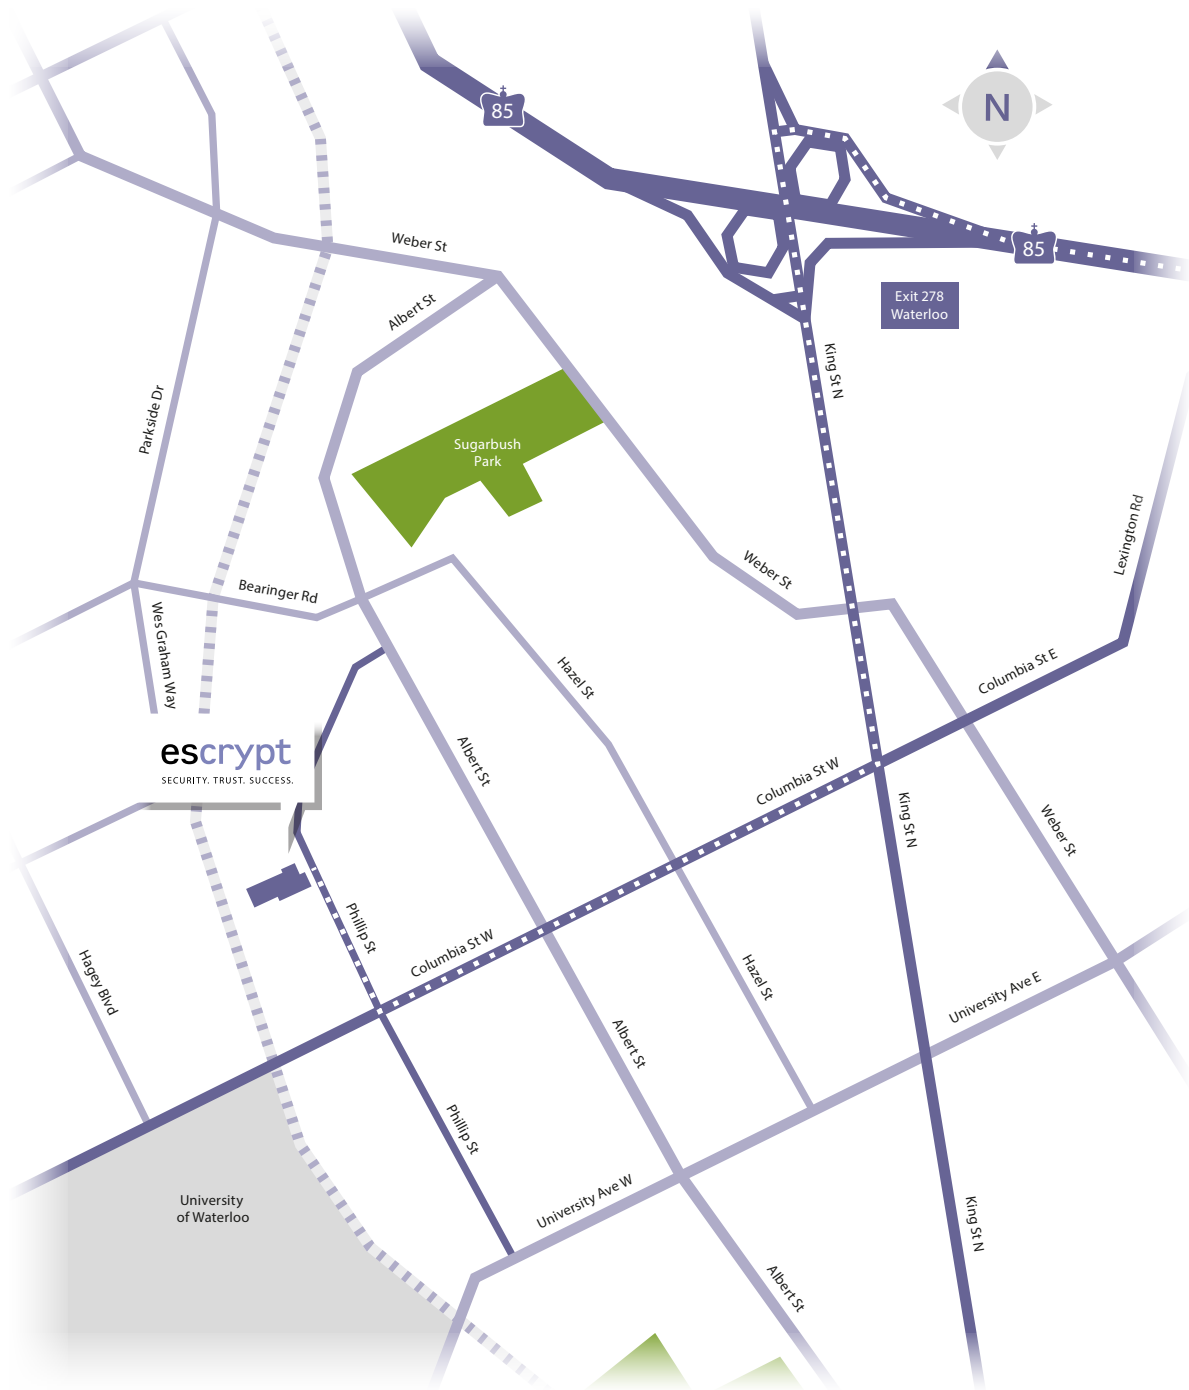 85
N
Weber St
85
Exit 278
Waterloo
Albert St
King St N
Parkside Dr
Sugarbush
Park
Lexington Rd
Weber St
Bearinger Rd
Wes Graham Way
Hazel St
Columbia St E
escrypt
SECURITY. TRUST. SUCCESS.
Albert St
Columbia St W
King St N
Weber St
Phillip St
Columbia St W
Hagey Blvd
Hazel St
University Ave E
Albert St
Phillip St
University
of Waterloo
University Ave W
King St N
Albert St